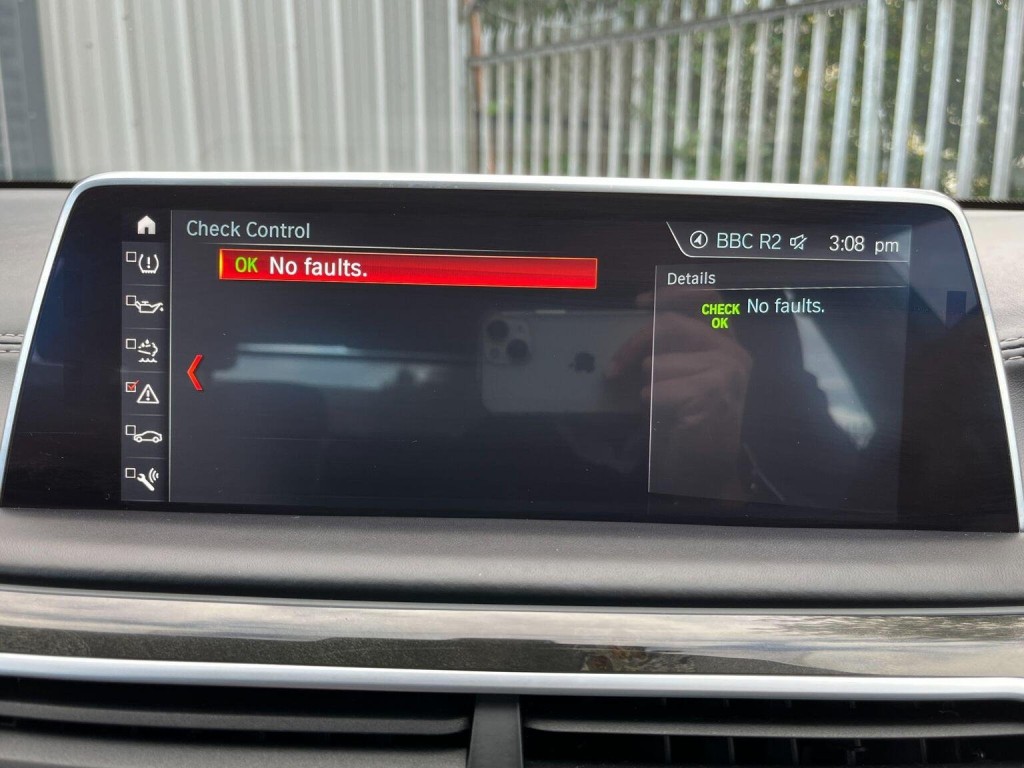 Check Control
BBC R2 3:08 pm
OK No faults.
Details
CHECK OK No faults.